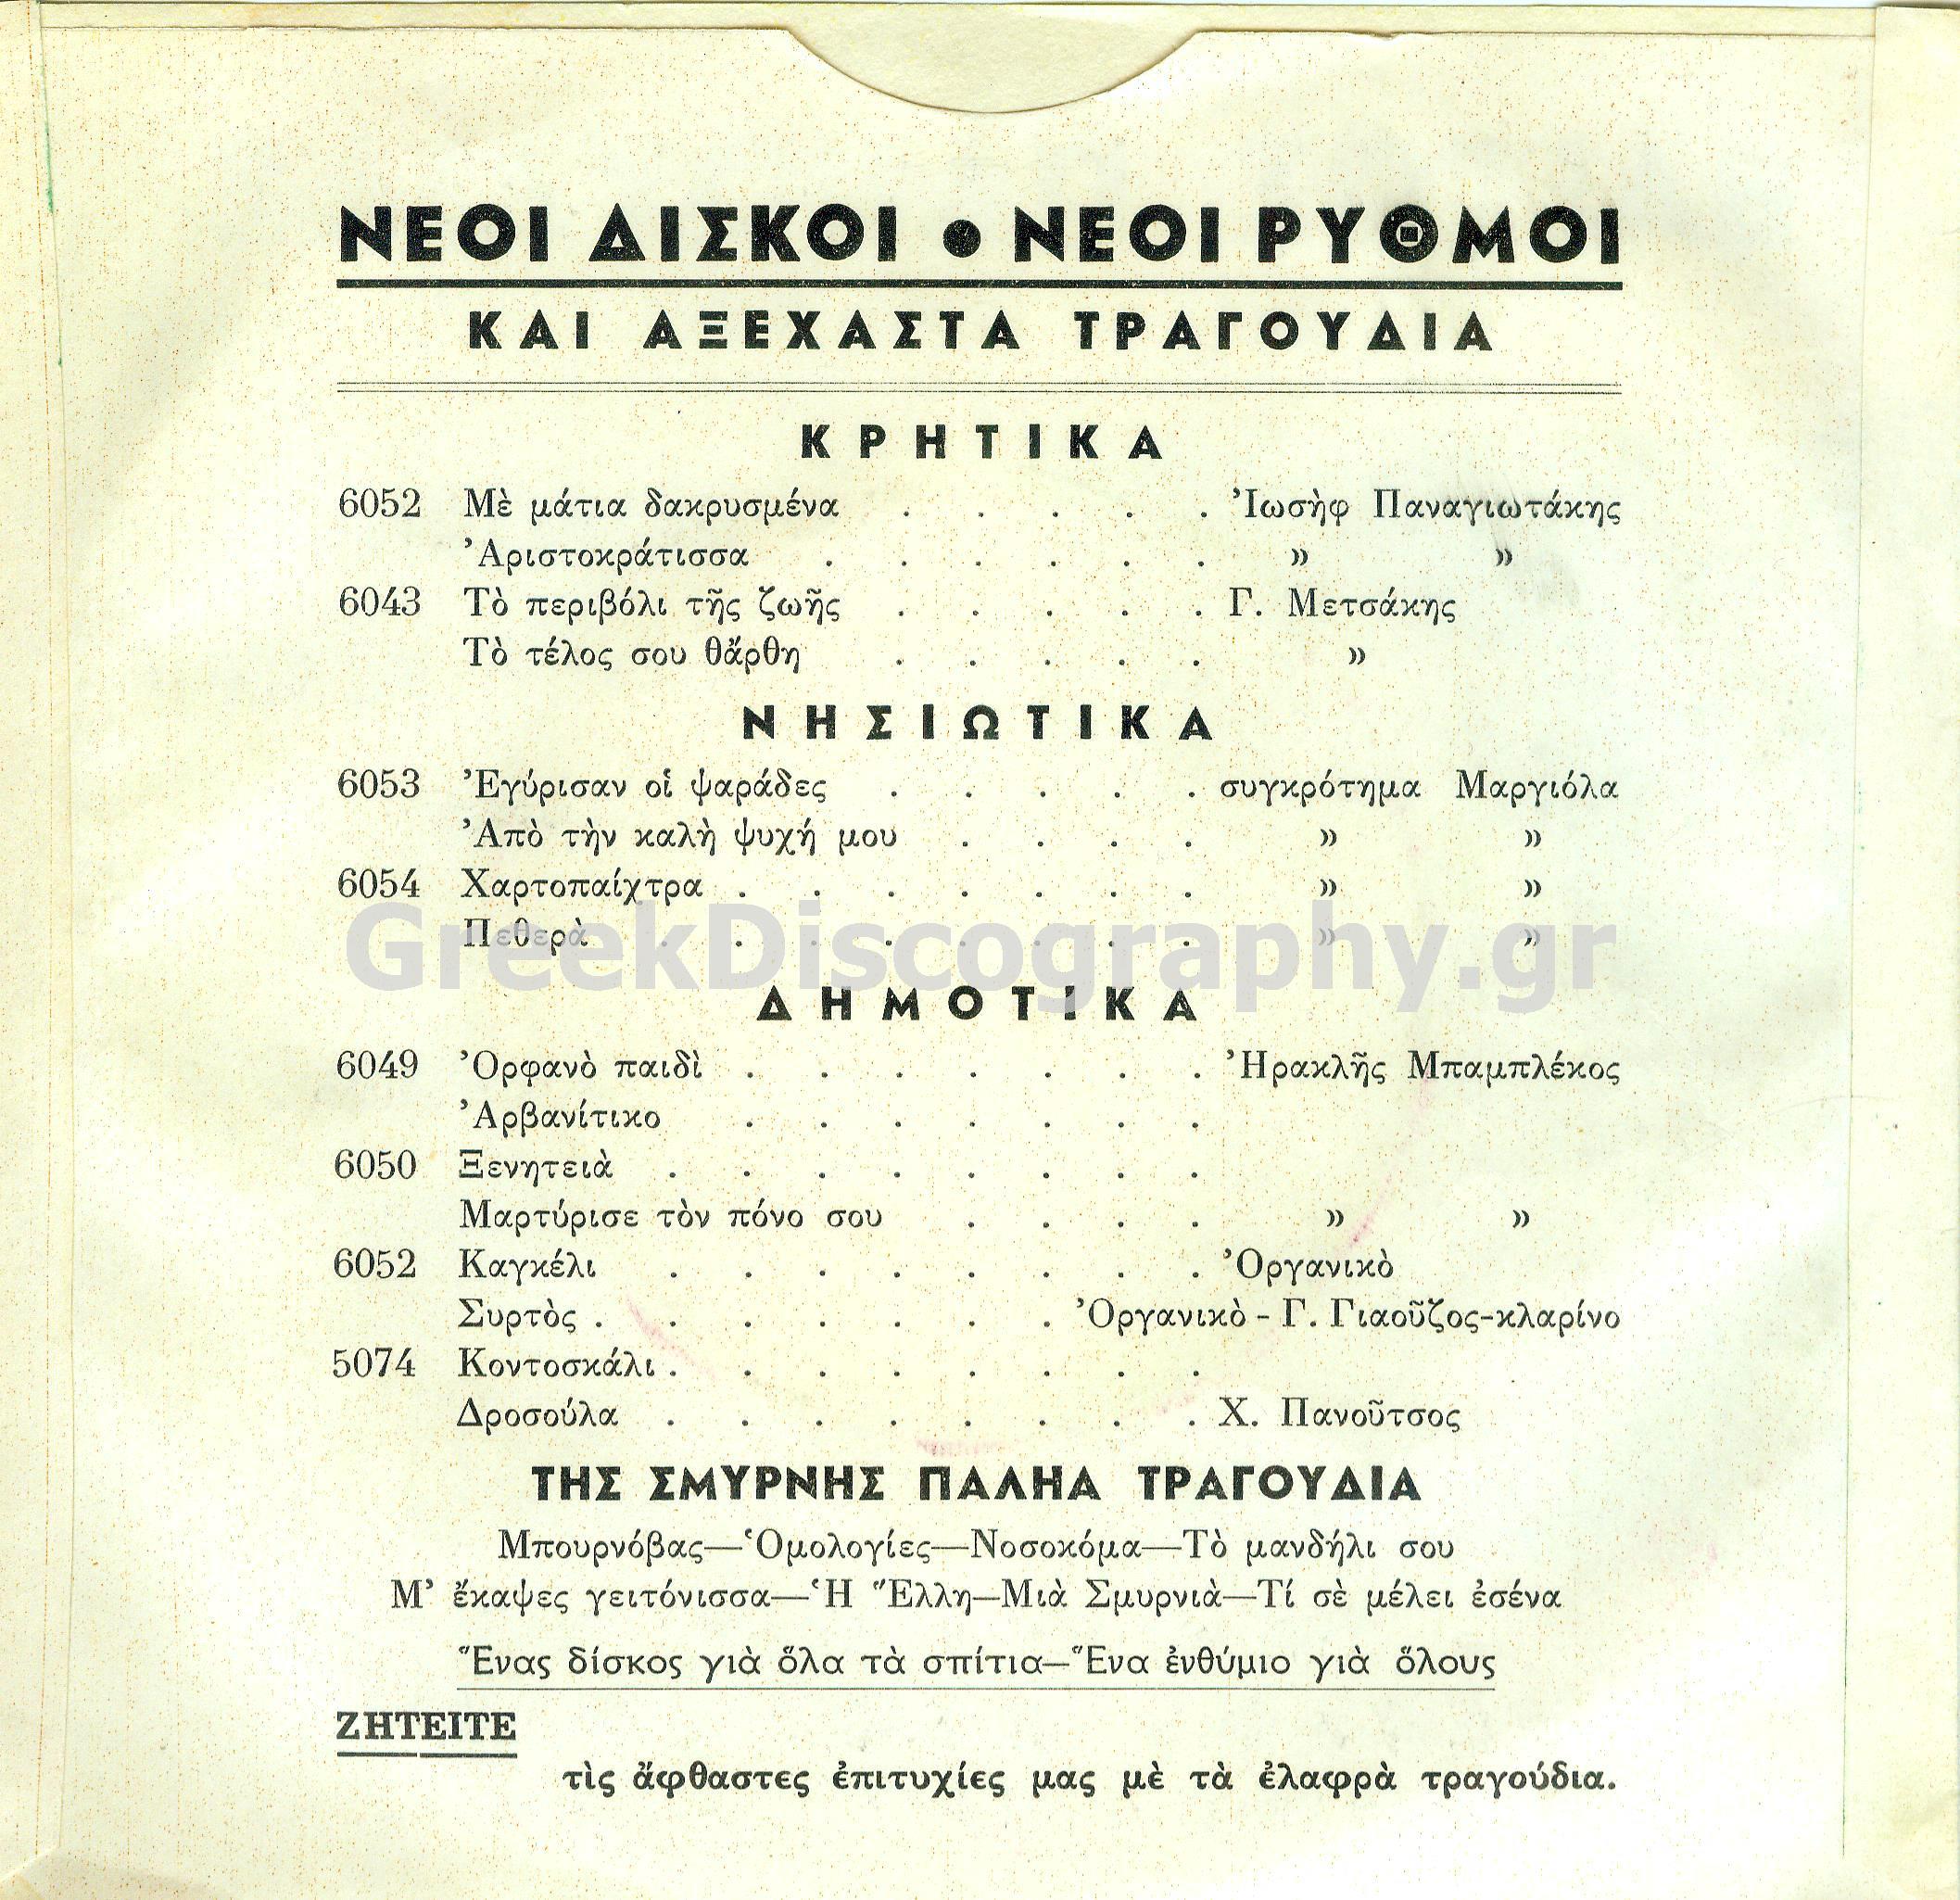 ΝΕΟΙ ΔΙΣΚΟΙ • ΝΕΟΙ ΡΥΘΜΟΙ
ΚΑΙ ΑΞΕΧΑΣΤΑ ΤΡΑΓΟΥΔΙΑ
ΚΡΗΤΙΚΑ
6052 Μὲ μάτια δακρυσμένα . . . . . Ἰωσὴφ Παναγιωτάκης
Ἀριστοκράτισσα . . . . . . » »
6043 Τὸ περιβόλι τῆς ζωῆς . . . . . Γ. Μετσάκης
Τὸ τέλος σου θἄρθη . . . . . »
ΝΗΣΙΩΤΙΚΑ
6053 Ἐγύρισαν οἱ ψαράδες . . . . . συγκρότημα Μαργιόλα
Ἀπὸ τὴν καλὴ ψυχή μου . . . . » »
6054 Χαρτοπαίχτρα . . . . . . . » »
Πεθερὰ . . . . . . . . » »
GreekDiscography.gr
ΔΗΜΟΤΙΚΑ
6049 Ὀρφανὸ παιδὶ . . . . . . . Ἡρακλῆς Μπαμπλέκος
Ἀρβανίτικο . . . . . . .
6050 Ξενητειὰ . . . . . . . .
Μαρτύρισε τὸν πόνο σου . . . . » »
6052 Καγκέλι . . . . . . . . Ὀργανικὸ
Συρτὸς . . . . . . . Ὀργανικὸ - Γ. Γιαοῦζος-κλαρίνο
5074 Κοντοσκάλι . . . . . . . .
Δροσούλα . . . . . . . . Χ. Πανοῦτσος
ΤΗΣ ΣΜΥΡΝΗΣ ΠΑΛΗΑ ΤΡΑΓΟΥΔΙΑ
Μπουρνόβας—Ὁμολογίες—Νοσοκόμα—Τὸ μανδήλι σου
Μ' ἔκαψες γειτόνισσα—Ἡ Ἕλλη—Μιὰ Σμυρνιὰ—Τί σὲ μέλει ἐσένα
Ἕνας δίσκος γιὰ ὅλα τὰ σπίτια—Ἕνα ἐνθύμιο γιὰ ὅλους
ΖΗΤΕΙΤΕ
τὶς ἄφθαστες ἐπιτυχίες μας μὲ τὰ ἐλαφρὰ τραγούδια.